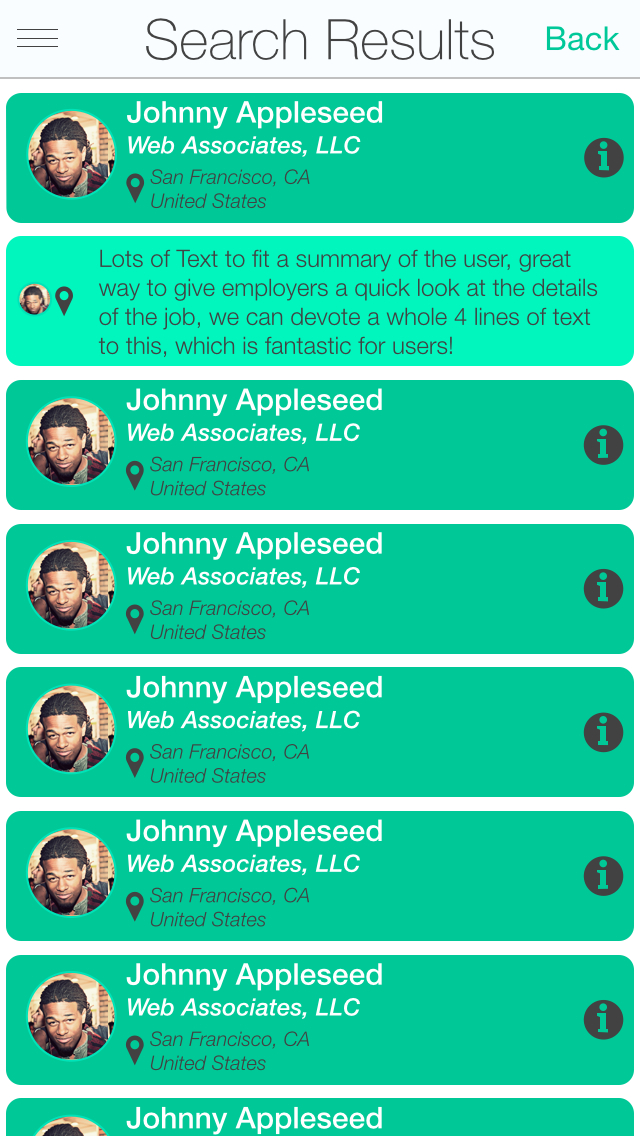 Search Results
Back
Johnny Appleseed
Web Associates, LLC
San Francisco, CA
United States
Lots of Text to fit a summary of the user, great
way to give employers a quick look at the details
of the job, we can devote a whole 4 lines of text
to this, which is fantastic for users!
Johnny Appleseed
Web Associates, LLC
San Francisco, CA
United States
Johnny Appleseed
Web Associates, LLC
San Francisco, CA
United States
Johnny Appleseed
Web Associates, LLC
San Francisco, CA
United States
Johnny Appleseed
Web Associates, LLC
San Francisco, CA
United States
Johnny Appleseed
Web Associates, LLC
San Francisco, CA
United States
Johnny Appleseed